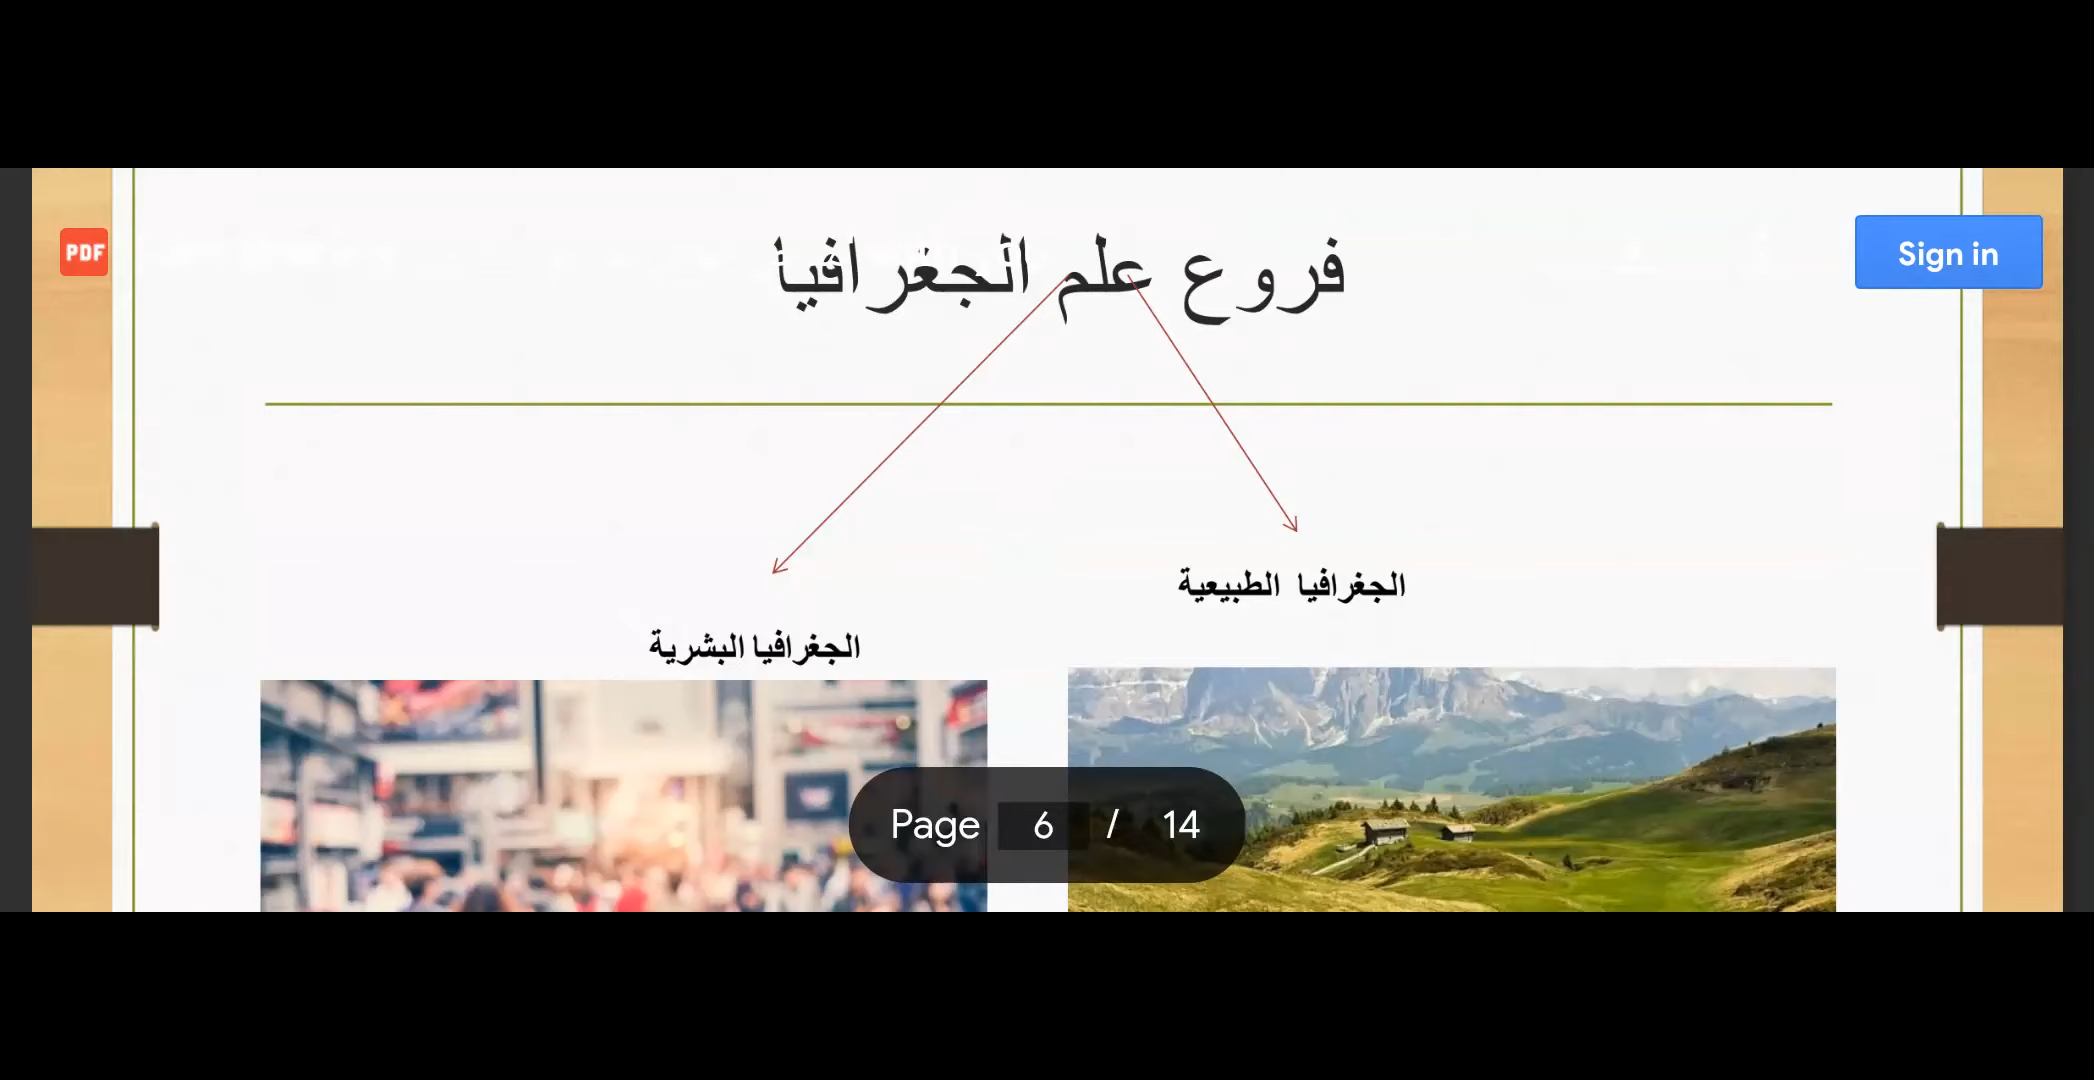 PDF
Sign in
فروع علم الجغرافيا
الجغرافيا الطبيعية
الجغرافيا البشرية
Page 6 / 14